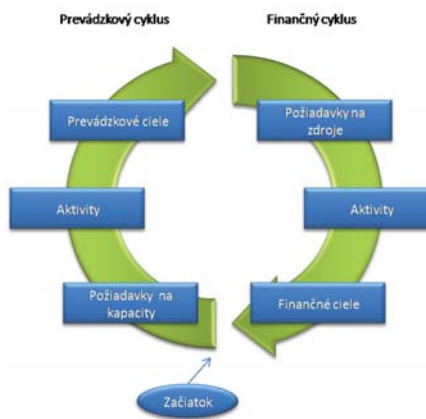 Prevádzkový cyklus
Finančný cyklus
Prevádzkové ciele
Požiadavky na
zdroje
Aktivity
Aktivity
Požiadavky na
kapacity
Finančné ciele
Začiatok